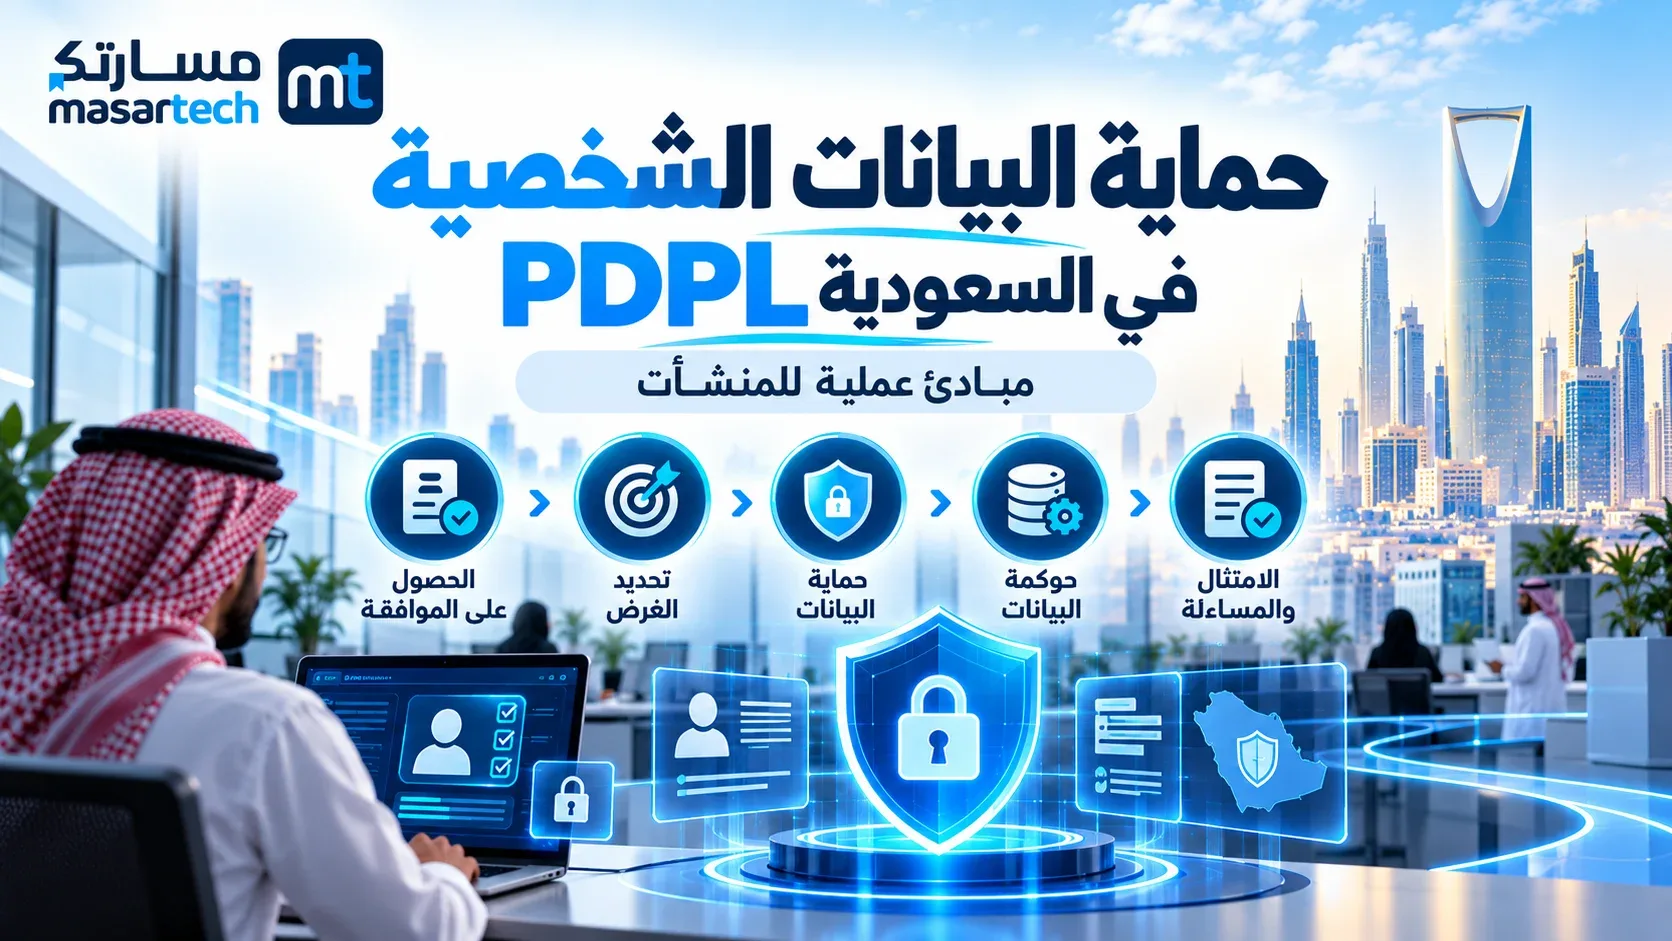 مسارتك
masartech
mt
حماية البيانات الشخصية
في السعودية PDPL
مبادئ عملية للمنشآت
الامتثال
والمساءلة
حوكمة
البيانات
حماية
البيانات
تحديد
الغرض
الحصول
على الموافقة